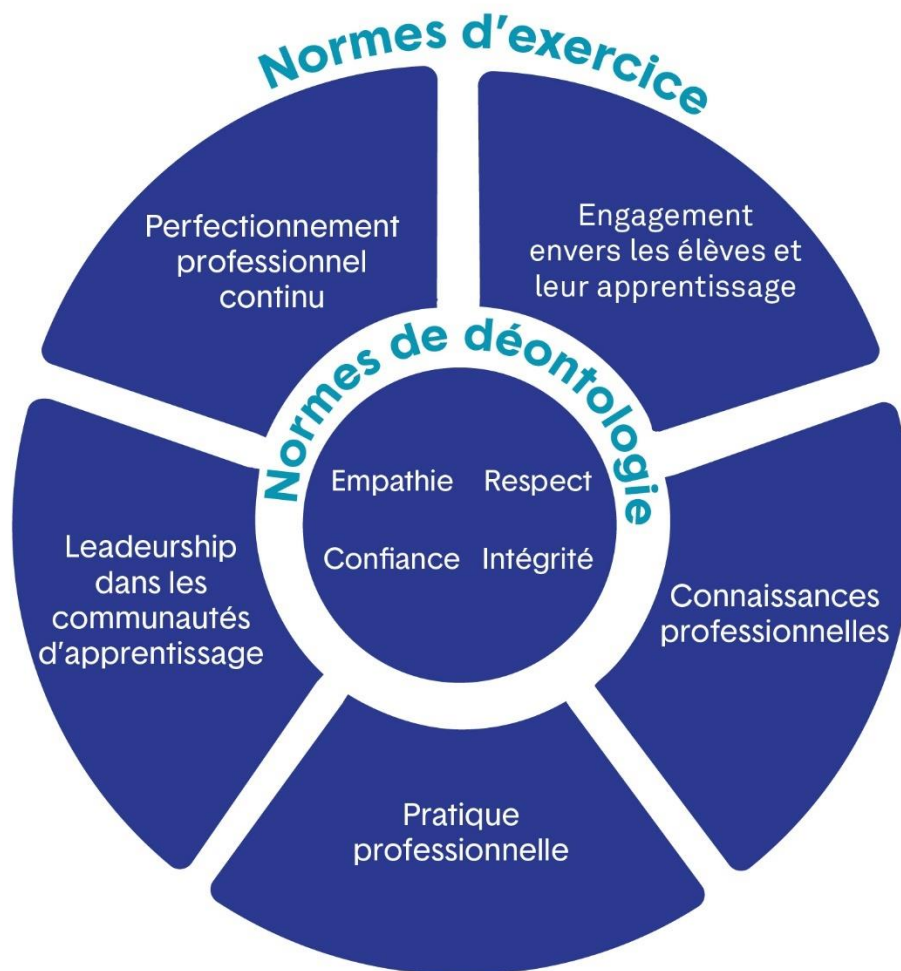 Normes d'exercice
Perfectionnement
professionnel
continu
Engagement
envers les élèves et
leur apprentissage
Normes de déontologie
Empathie Respect
Confiance Intégrité
Leadeurship
dans les
communautés
d'apprentissage
Connaissances
professionnelles
Pratique
professionnelle